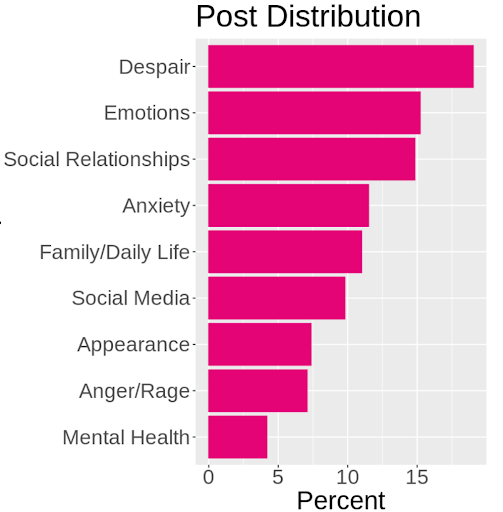 Post Distribution
Despair
Emotions
Social Relationships
Anxiety
Family/Daily Life
Social Media
Appearance
Anger/Rage
Mental Health
0 5 10 15
Percent